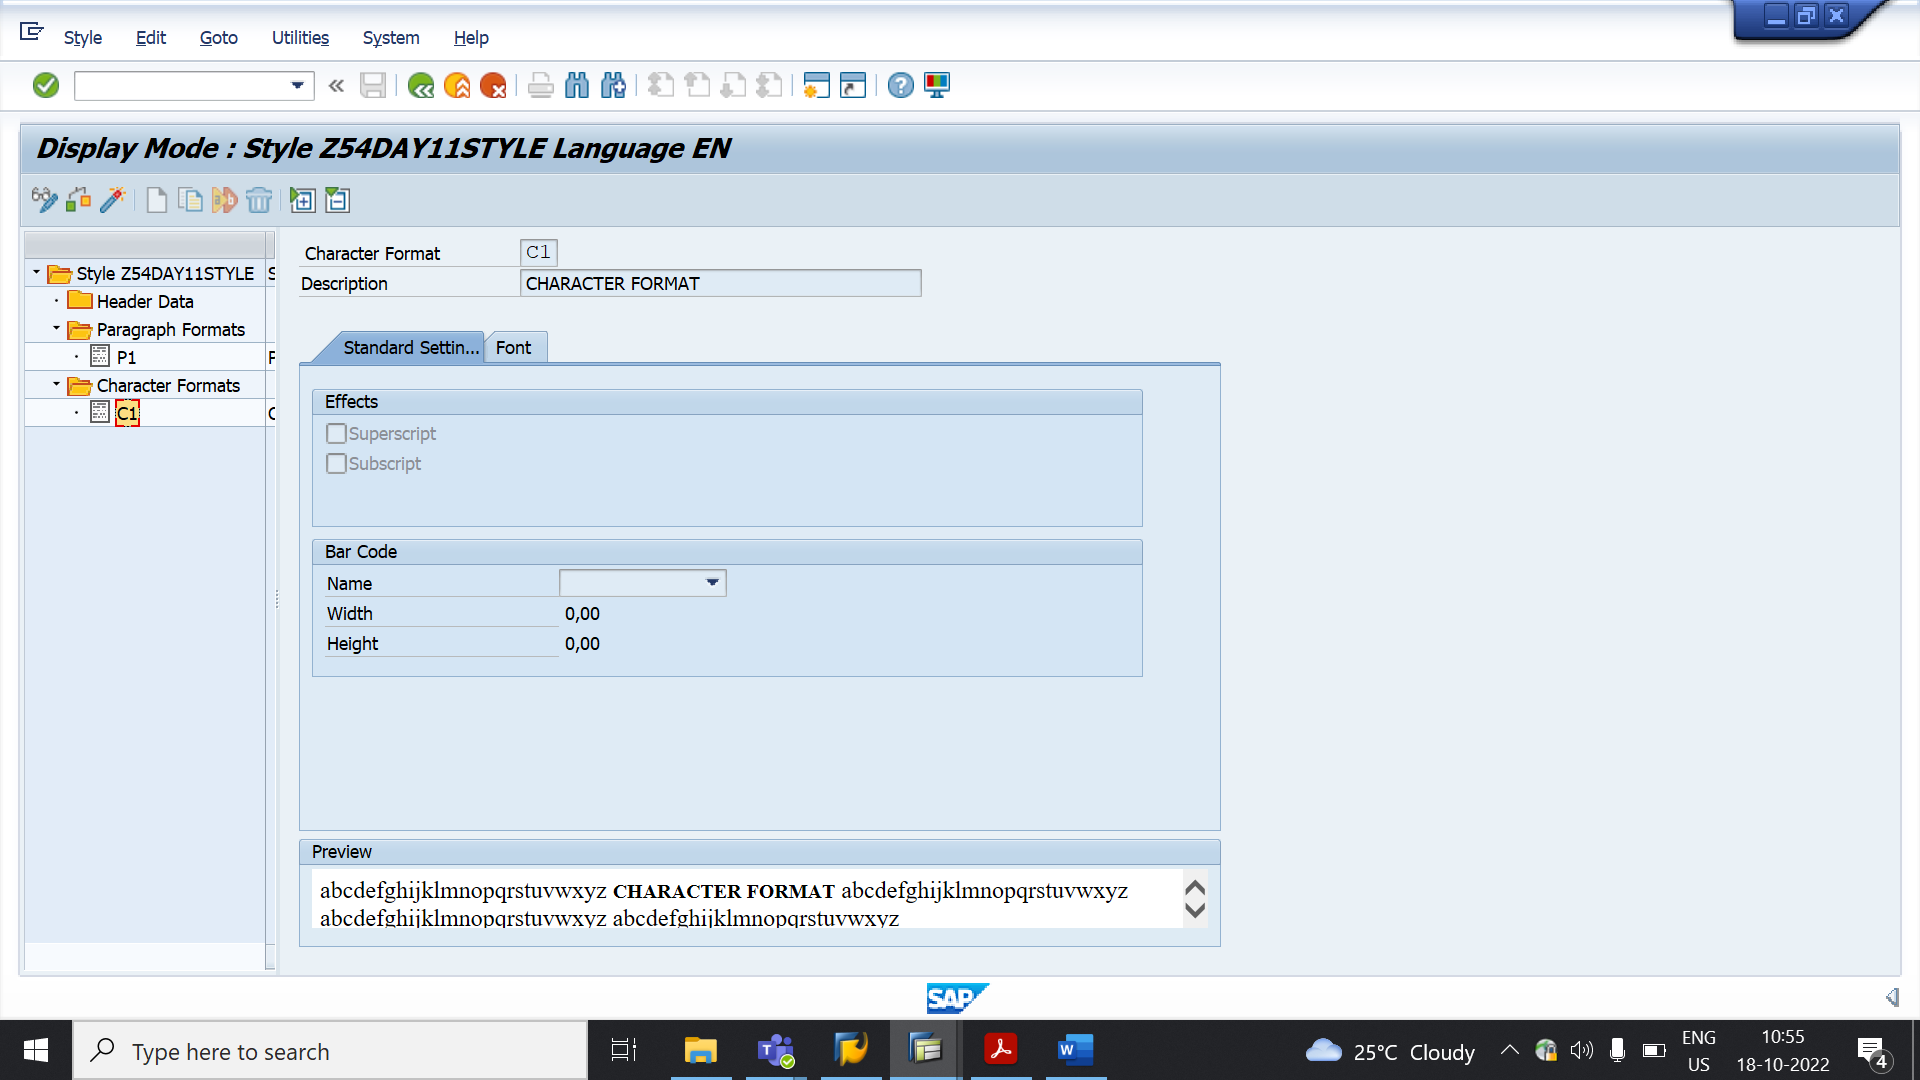 Style Edit Goto Utilities System Help
Display Mode : Style Z54DAY11STYLE Language EN
Style Z54DAY11STYLE S
Header Data
Paragraph Formats
P1
Character Formats
C1
Character Format C1
Description CHARACTER FORMAT
Standard Settin... Font
Effects
Superscript
Subscript
Bar Code
Name
Width 0,00
Height 0,00
Preview
abcdefghijklmnopqrstuvwxyz CHARACTER FORMAT abcdefghijklmnopqrstuvwxyz
abcdefghijklmnopqrstuvwxyz abcdefghijklmnopqrstuvwxyz
SAP
Type here to search
25°C Cloudy
ENG
US
10:55
18-10-2022
4